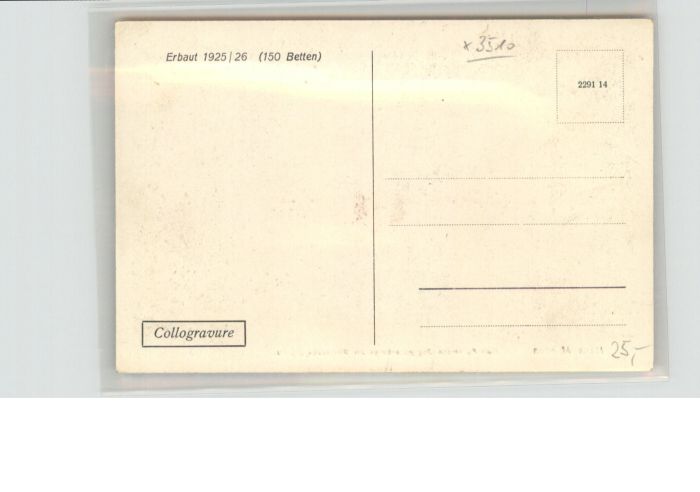 x 3510
Erbaut 1925 | 26 (150 Betten)
2291 14
Collogravure
25,-